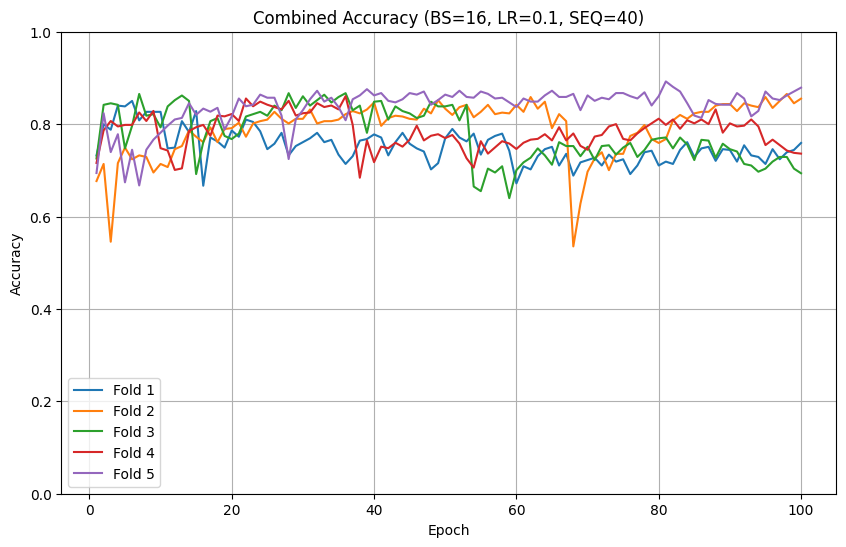 Combined Accuracy (BS=16, LR=0.1, SEQ=40)
1.0
0.8
0.6
0.4
0.2
0.0
Accuracy
Fold 1
Fold 2
Fold 3
Fold 4
Fold 5
0 20 40 60 80 100
Epoch